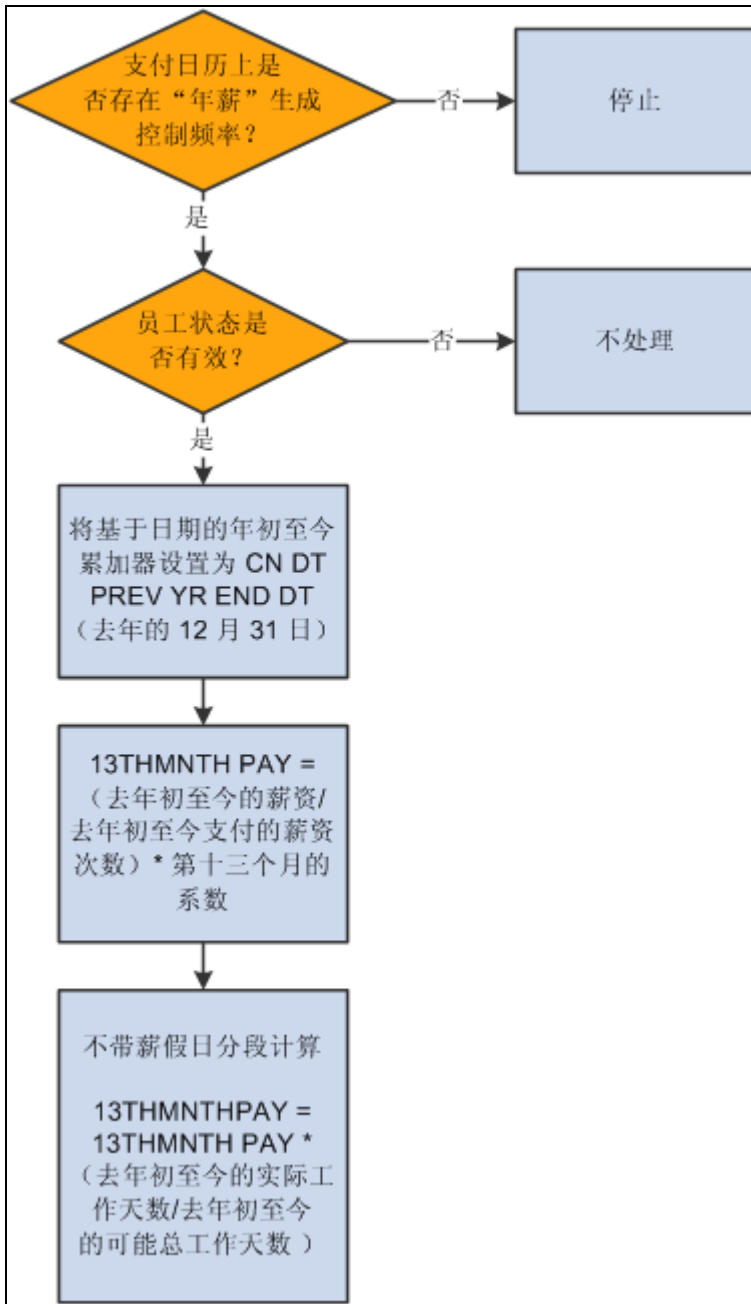 支付日历上是
否存在“年薪”生成
控制频率？
否
停止
是
员工状态是
否有效？
否
不处理
是
将基于日期的年初至今
累加器设置为 CN DT
PREV YR END DT
（去年的 12 月 31 日）
13THMNTH PAY =
（去年初至今的薪资/
去年初至今支付的薪资
次数）* 第十三个月的
系数
不带薪假日分段计算
13THMNTHPAY =
13THMNTH PAY *
（去年初至今的实际工
作天数/去年初至今
的可能总工作天数 ）